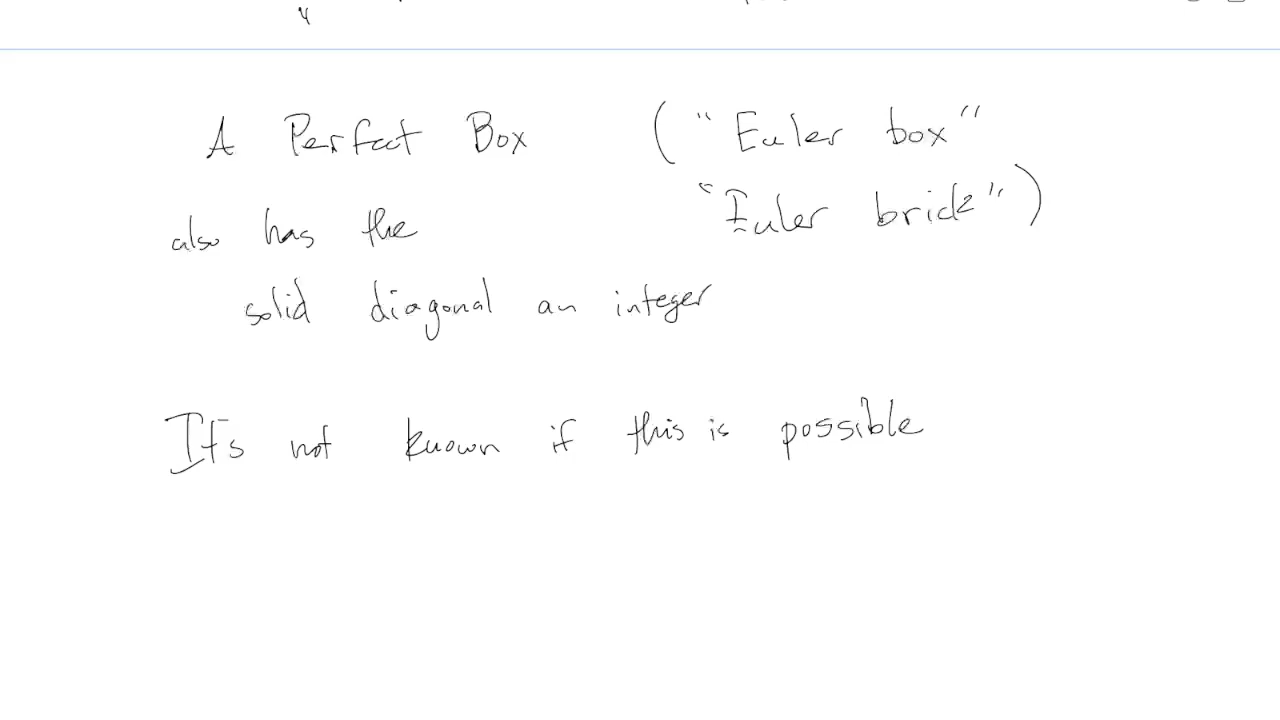 A Perfect Box ("Euler box"
"Euler brick")
also has the
solid diagonal an integer
It's not known if this is possible